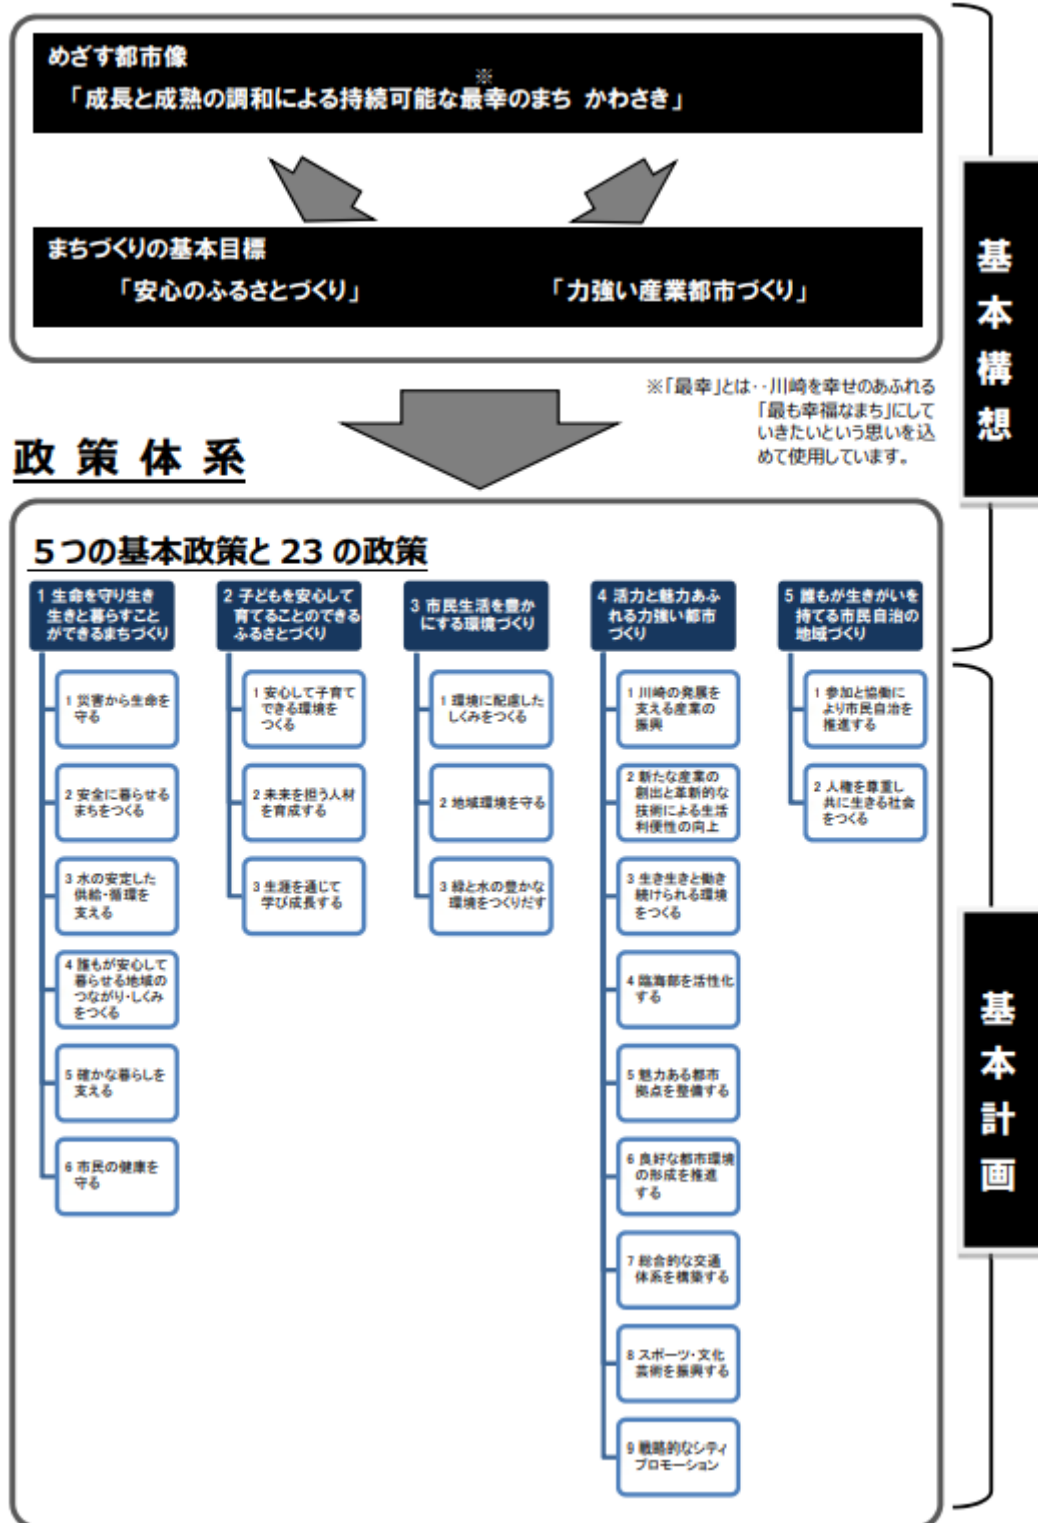 めざす都市像
※
「成長と成熟の調和による持続可能な最幸のまち かわさき」
まちづくりの基本目標
「安心のふるさとづくり」
「力強い産業都市づくり」
基本構想
※「最幸」とは‥川崎を幸せのあふれる
「最も幸福なまち」にして
いきたいという思いを込
めて使用しています。
政策体系
5つの基本政策と23の政策
1 生命を守り生き
生きと暮らすこと
ができるまちづくり
1 災害から生命を
守る
2 安全に暮らせる
まちをつくる
3 水の安定した
供給・循環を
支える
4 誰もが安心して
暮らせる地域の
つながり・しくみ
をつくる
5 確かな暮らしを
支える
6 市民の健康を
守る
2 子どもを安心して
育てることのできる
ふるさとづくり
1 安心して子育て
できる環境を
つくる
2 未来を担う人材
を育成する
3 生涯を通じて
学び成長する
3 市民生活を豊か
にする環境づくり
1 環境に配慮した
しくみをつくる
2 地域環境を守る
3 緑と水の豊かな
環境をつくりだす
4 活力と魅力あふ
れる力強い都市
づくり
1 川崎の発展を
支える産業の
振興
2 新たな産業の
創出と革新的な
技術による生活
利便性の向上
3 生き生きと働き
続けられる環境
をつくる
4 臨海部を活性化
する
5 魅力ある都市
拠点を整備する
6 良好な都市環境
の形成を推進
する
7 総合的な交通
体系を構築する
8 スポーツ・文化
芸術を振興する
9 戦略的なシティ
プロモーション
5 誰もが生きがいを
持てる市民自治の
地域づくり
1 参加と協働に
より市民自治を
推進する
2 人権を尊重し
共に生きる社会
をつくる
基本計画